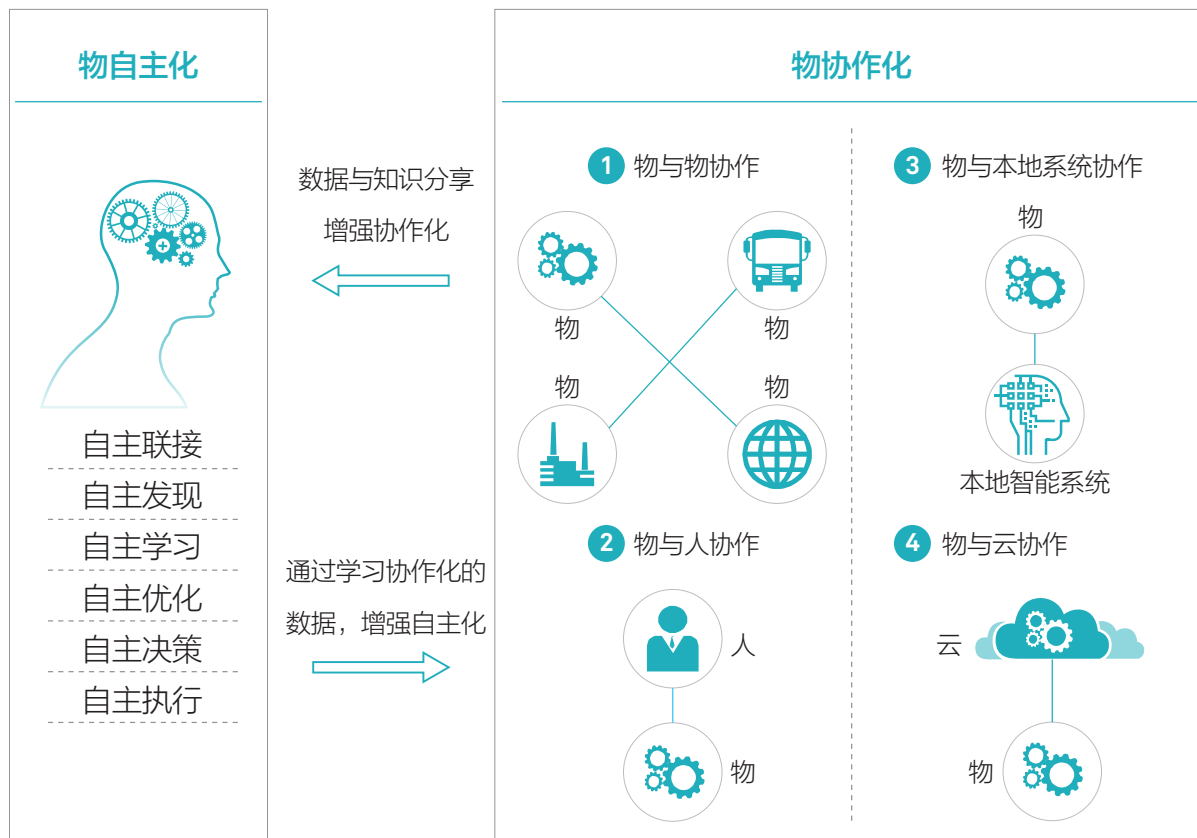 物自主化
自主联接
自主发现
自主学习
自主优化
自主决策
自主执行
数据与知识分享
增强协作化
通过学习协作化的
数据，增强自主化
物协作化
1 物与物协作
物
物
物
物
2 物与人协作
人
物
3 物与本地系统协作
物
本地智能系统
4 物与云协作
云
物